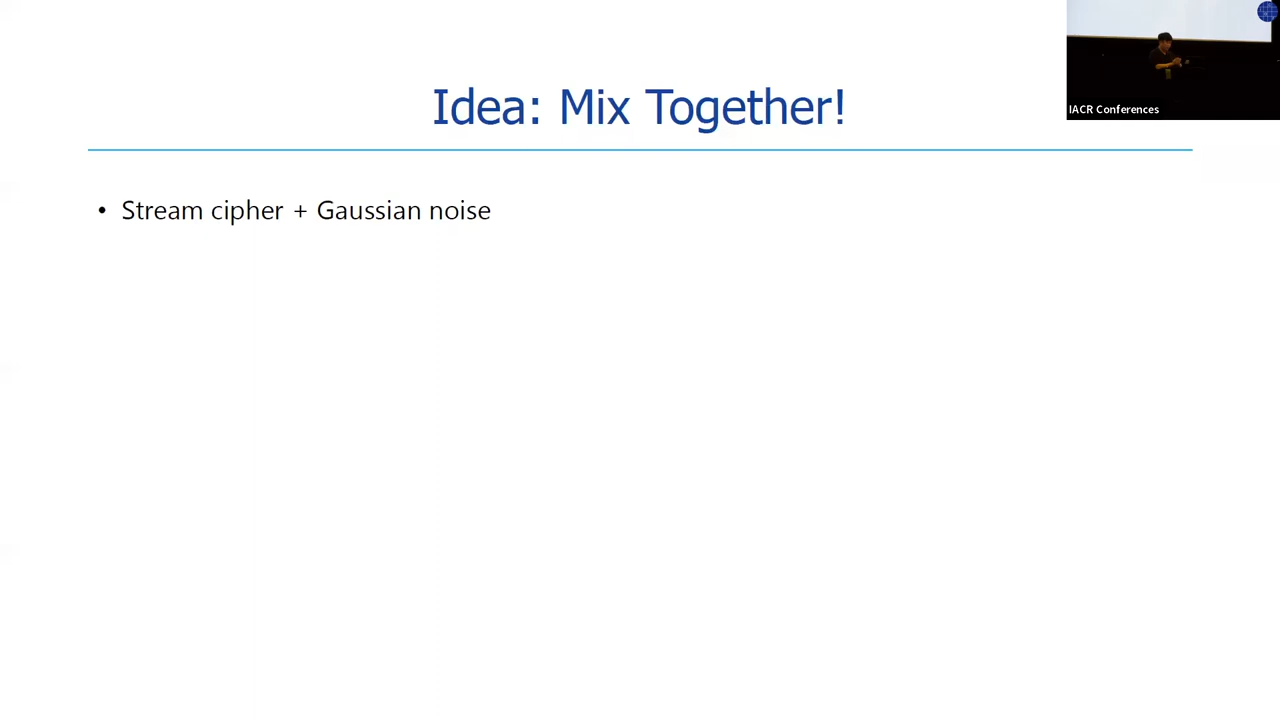 IACR Conferences
Idea: Mix Together!
• Stream cipher + Gaussian noise